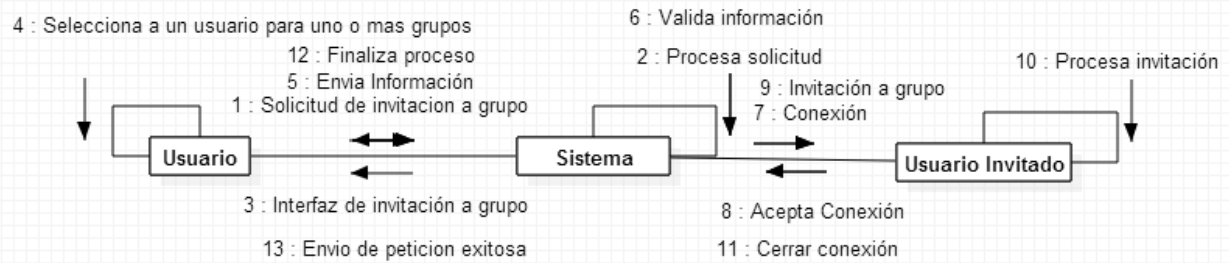 4 : Selecciona a un usuario para uno o mas grupos
12 : Finaliza proceso
5 : Envia Información
1 : Solicitud de invitacion a grupo
6 : Valida información
2 : Procesa solicitud
9 : Invitación a grupo
7 : Conexión
10 : Procesa invitación
Usuario
Sistema
Usuario Invitado
3 : Interfaz de invitación a grupo
13 : Envio de peticion exitosa
8 : Acepta Conexión
11 : Cerrar conexión